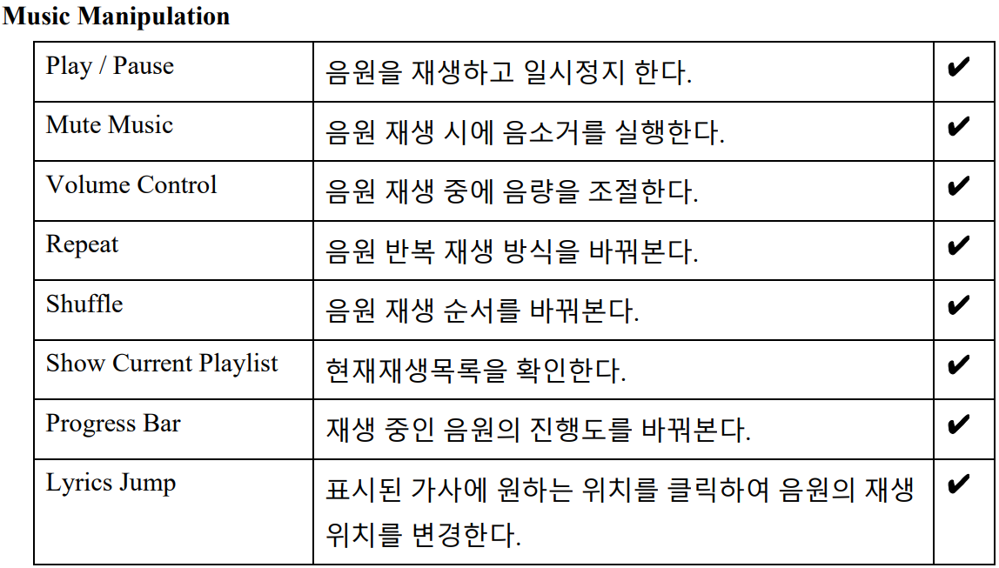 Music Manipulation
Play / Pause 음원을 재생하고 일시정지 한다. ✔
Mute Music 음원 재생 시에 음소거를 실행한다. ✔
Volume Control 음원 재생 중에 음량을 조절한다. ✔
Repeat 음원 반복 재생 방식을 바꿔본다. ✔
Shuffle 음원 재생 순서를 바꿔본다. ✔
Show Current Playlist 현재재생목록을 확인한다. ✔
Progress Bar 재생 중인 음원의 진행도를 바꿔본다. ✔
Lyrics Jump 표시된 가사에 원하는 위치를 클릭하여 음원의 재생 ✔
위치를 변경한다.